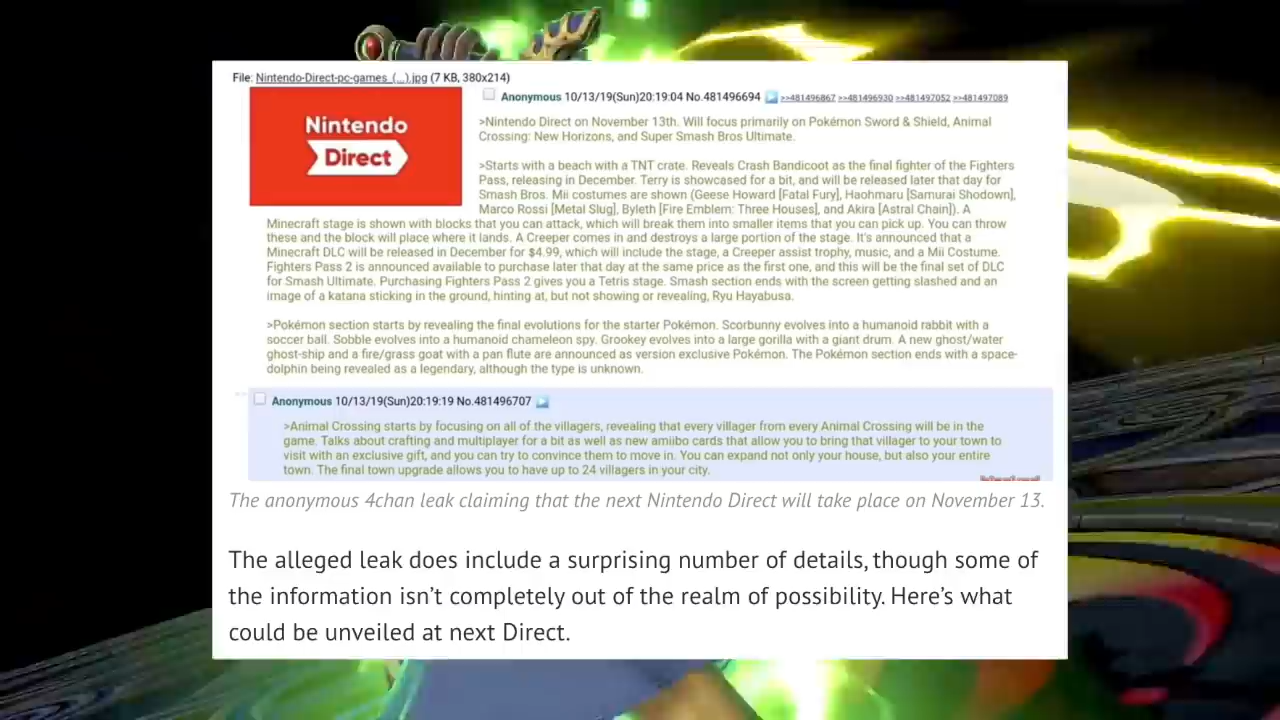 File: Nintendo-Direct-pc-games_(...).jpg (7 KB, 380x214)
Nintendo
Direct
Anonymous 10/13/19(Sun)20:19:04 No.481496694 >>481496867 >>481496930 >>481497052 >>481497089
>Nintendo Direct on November 13th. Will focus primarily on Pokémon Sword & Shield, Animal
Crossing: New Horizons, and Super Smash Bros Ultimate.
>Starts with a beach with a TNT crate. Reveals Crash Bandicoot as the final fighter of the Fighters
Pass, releasing in December. Terry is showcased for a bit, and will be released later that day for
Smash Bros. Mii costumes are shown (Geese Howard [Fatal Fury], Haohmaru [Samurai Shodown],
Marco Rossi [Metal Slug], Byleth [Fire Emblem: Three Houses], and Akira [Astral Chain]). A
Minecraft stage is shown with blocks that you can attack, which will break them into smaller items that you can pick up. You can throw
these and the block will place where it lands. A Creeper comes in and destroys a large portion of the stage. It's announced that a
Minecraft DLC will be released in December for $4.99, which will include the stage, a Creeper assist trophy, music, and a Mii Costume.
Fighters Pass 2 is announced available to purchase later that day at the same price as the first one, and this will be the final set of DLC
for Smash Ultimate. Purchasing Fighters Pass 2 gives you a Tetris stage. Smash section ends with the screen getting slashed and an
image of a katana sticking in the ground, hinting at, but not showing or revealing, Ryu Hayabusa.
>Pokémon section starts by revealing the final evolutions for the starter Pokémon. Scorbunny evolves into a humanoid rabbit with a
soccer ball. Sobble evolves into a humanoid chameleon spy. Grookey evolves into a large gorilla with a giant drum. A new ghost/water
ghost-ship and a fire/grass goat with a pan flute are announced as version exclusive Pokémon. The Pokémon section ends with a space-
dolphin being revealed as a legendary, although the type is unknown.
>> Anonymous 10/13/19(Sun)20:19:19 No.481496707
>Animal Crossing starts by focusing on all of the villagers, revealing that every villager from every Animal Crossing will be in the
game. Talks about crafting and multiplayer for a bit as well as new amiibo cards that allow you to bring that villager to your town to
visit with an exclusive gift, and you can try to convince them to move in. You can expand not only your house, but also your entire
town. The final town upgrade allows you to have up to 24 villagers in your city.
The anonymous 4chan leak claiming that the next Nintendo Direct will take place on November 13.
The alleged leak does include a surprising number of details, though some of
the information isn't completely out of the realm of possibility. Here's what
could be unveiled at next Direct.